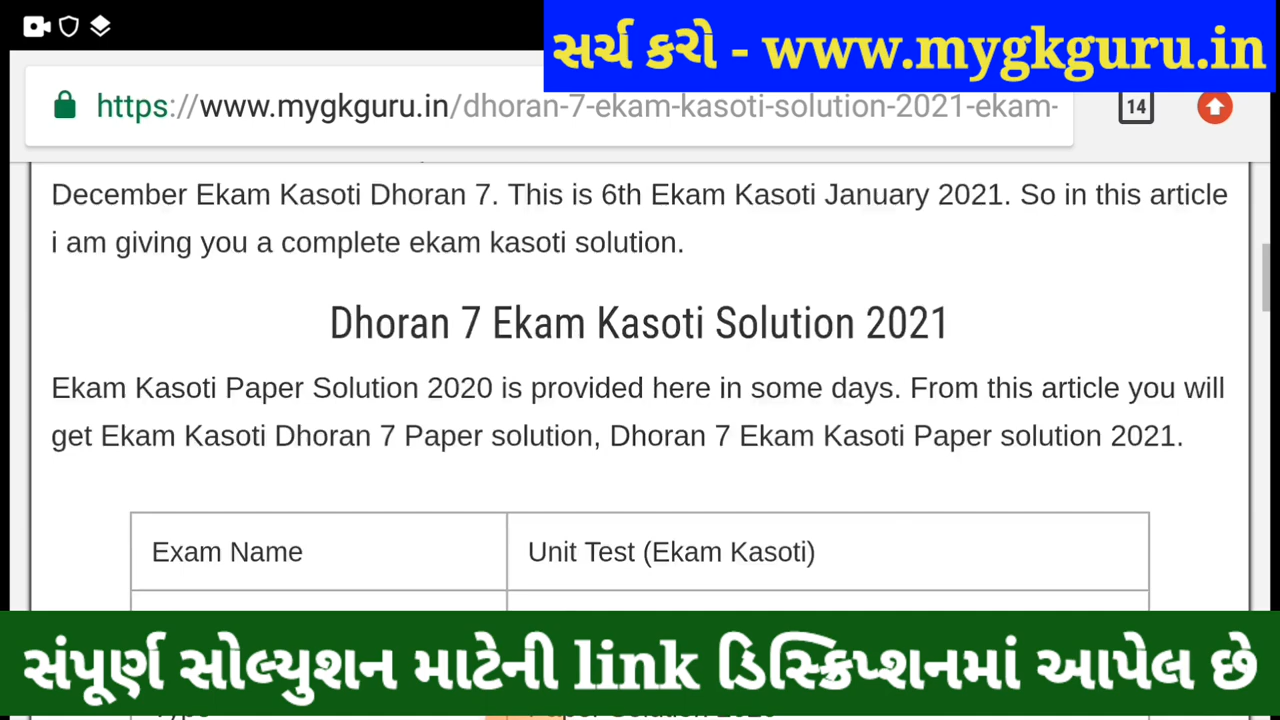 સર્ચ કરો - www.mygkguru.in
https://www.mygkguru.in/dhoran-7-ekam-kasoti-solution-2021-ekam-
14
December Ekam Kasoti Dhoran 7. This is 6th Ekam Kasoti January 2021. So in this article
i am giving you a complete ekam kasoti solution.
Dhoran 7 Ekam Kasoti Solution 2021
Ekam Kasoti Paper Solution 2020 is provided here in some days. From this article you will
get Ekam Kasoti Dhoran 7 Paper solution, Dhoran 7 Ekam Kasoti Paper solution 2021.
Exam Name
Unit Test (Ekam Kasoti)
સંપૂર્ણ સોલ્યુશન માટેની link ડિસ્ક્રિપ્શનમાં આપેલ છે